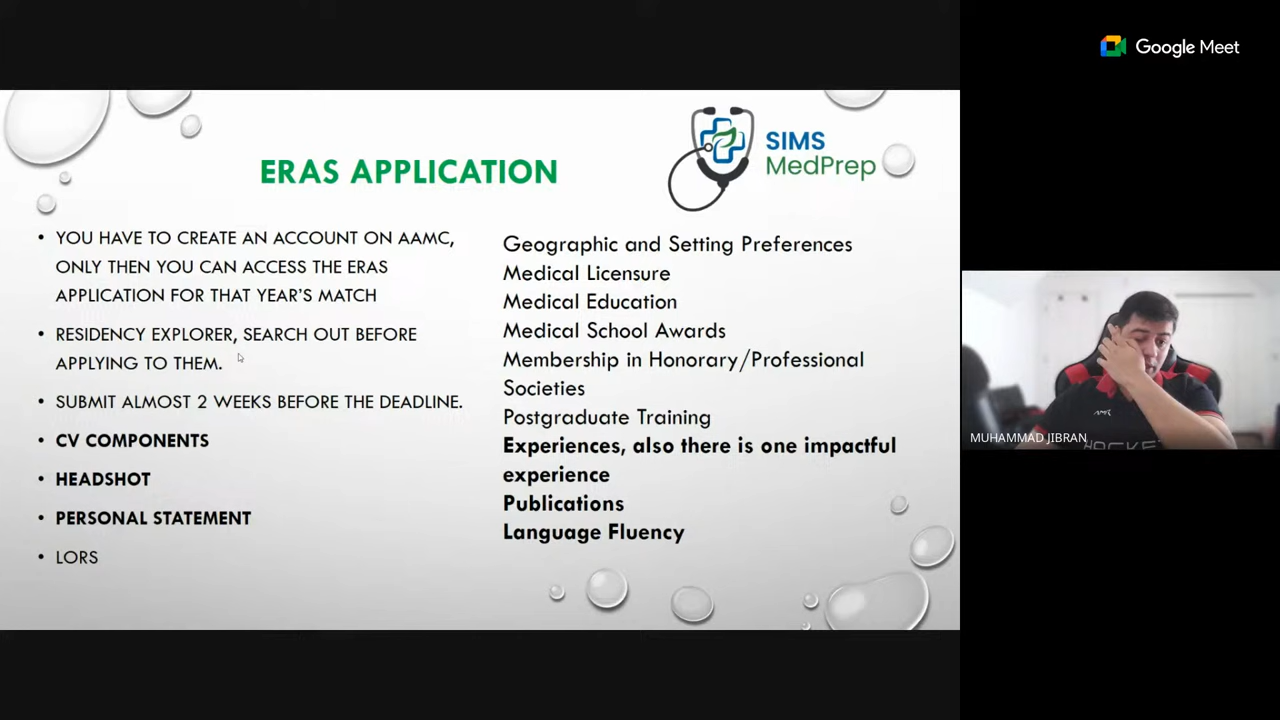 Google Meet
SIMS
MedPrep
ERAS APPLICATION
• YOU HAVE TO CREATE AN ACCOUNT ON AAMC,
ONLY THEN YOU CAN ACCESS THE ERAS
APPLICATION FOR THAT YEAR'S MATCH
• RESIDENCY EXPLORER, SEARCH OUT BEFORE
APPLYING TO THEM.
• SUBMIT ALMOST 2 WEEKS BEFORE THE DEADLINE.
• CV COMPONENTS
• HEADSHOT
• PERSONAL STATEMENT
• LORS
Geographic and Setting Preferences
Medical Licensure
Medical Education
Medical School Awards
Membership in Honorary/Professional
Societies
Postgraduate Training
Experiences, also there is one impactful
experience
Publications
Language Fluency
MUHAMMAD JIBRAN